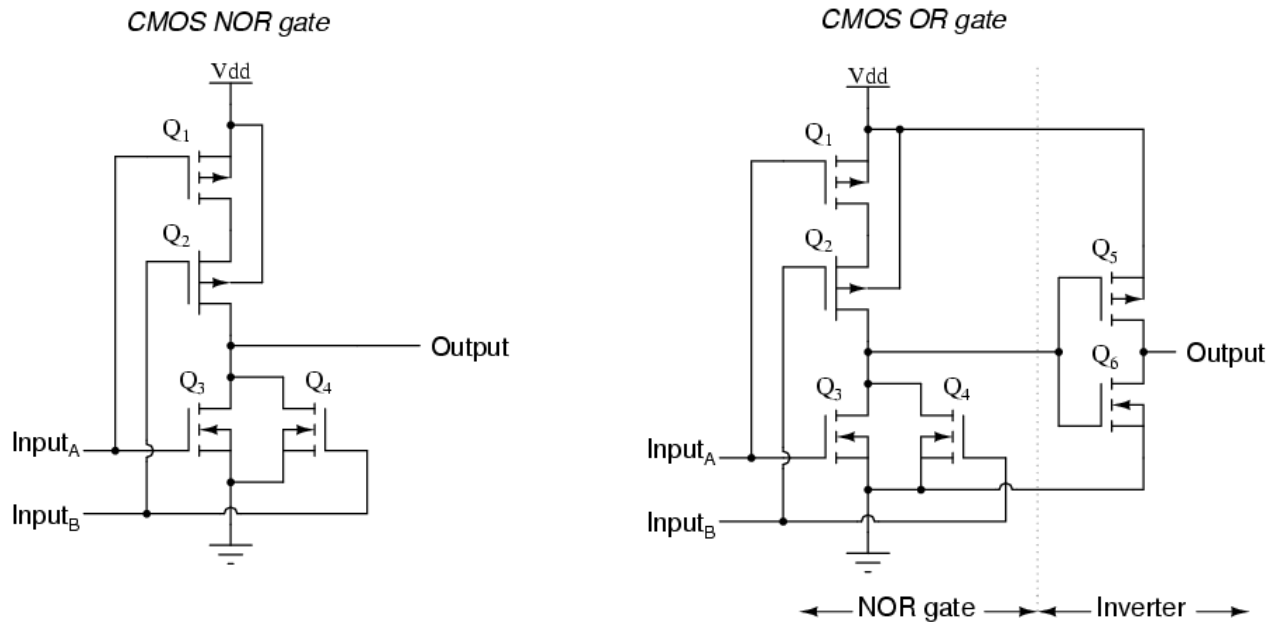 CMOS NOR gate
Vdd
Q1
Q2
Output
Q3
Q4
InputA
InputB
CMOS OR gate
Vdd
Q1
Q2
Q5
Output
Q6
Q3
Q4
InputA
InputB
NOR gate
Inverter